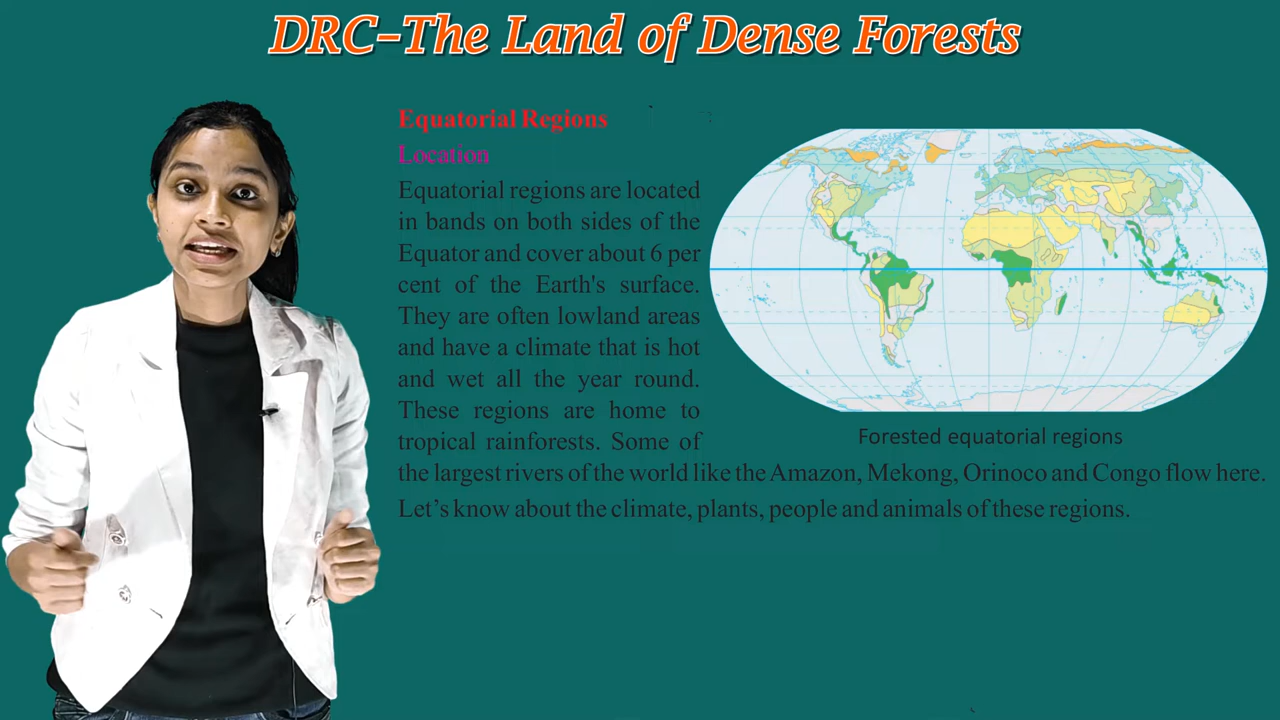 DRC-The Land of Dense Forests
Equatorial Regions
Location
Equatorial regions are located
in bands on both sides of the
Equator and cover about 6 per
cent of the Earth's surface.
They are often lowland areas
and have a climate that is hot
and wet all the year round.
These regions are home to
tropical rainforests. Some of
the largest rivers of the world like the Amazon, Mekong, Orinoco and Congo flow here.
Let’s know about the climate, plants, people and animals of these regions.
Forested equatorial regions